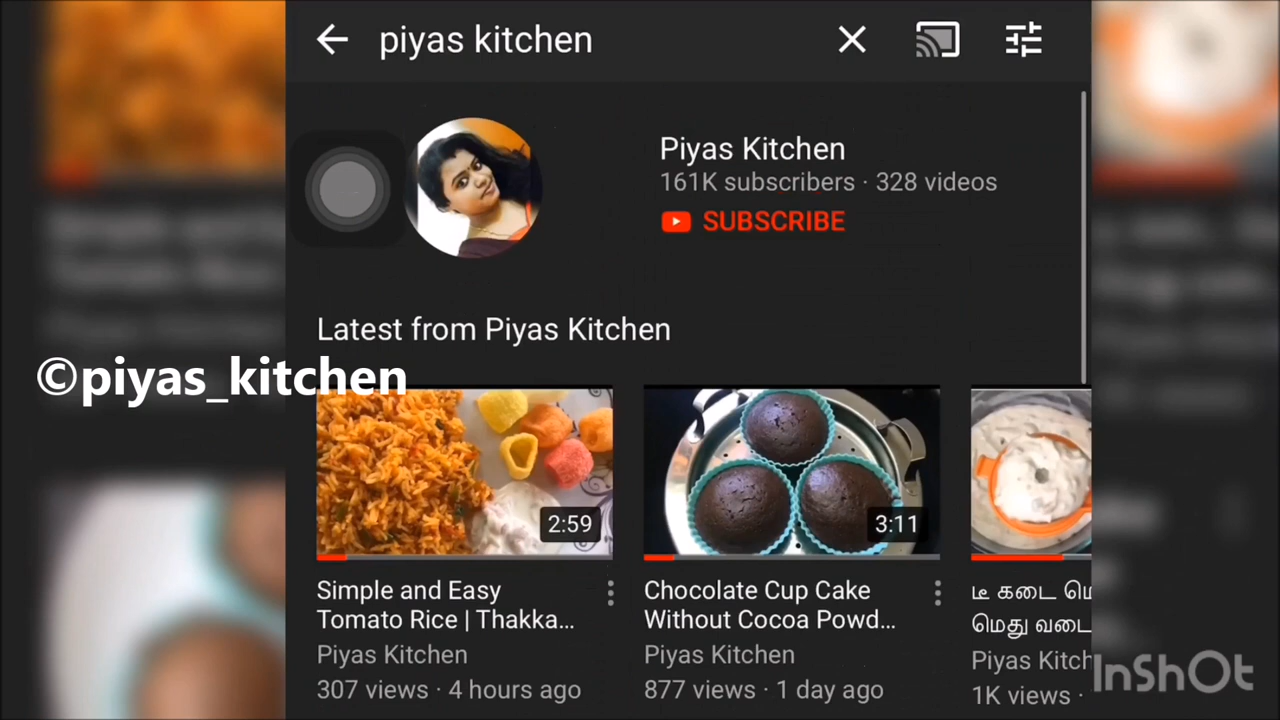 piyas kitchen
Piyas Kitchen
161K subscribers · 328 videos
SUBSCRIBE
Latest from Piyas Kitchen
©piyas_kitchen
2:59
3:11
Simple and Easy
Tomato Rice | Thakka...
Piyas Kitchen
307 views · 4 hours ago
Chocolate Cup Cake
Without Cocoa Powd...
Piyas Kitchen
877 views · 1 day ago
டீ கடை
மெது வடை
Piyas
1K views ·
InShOt